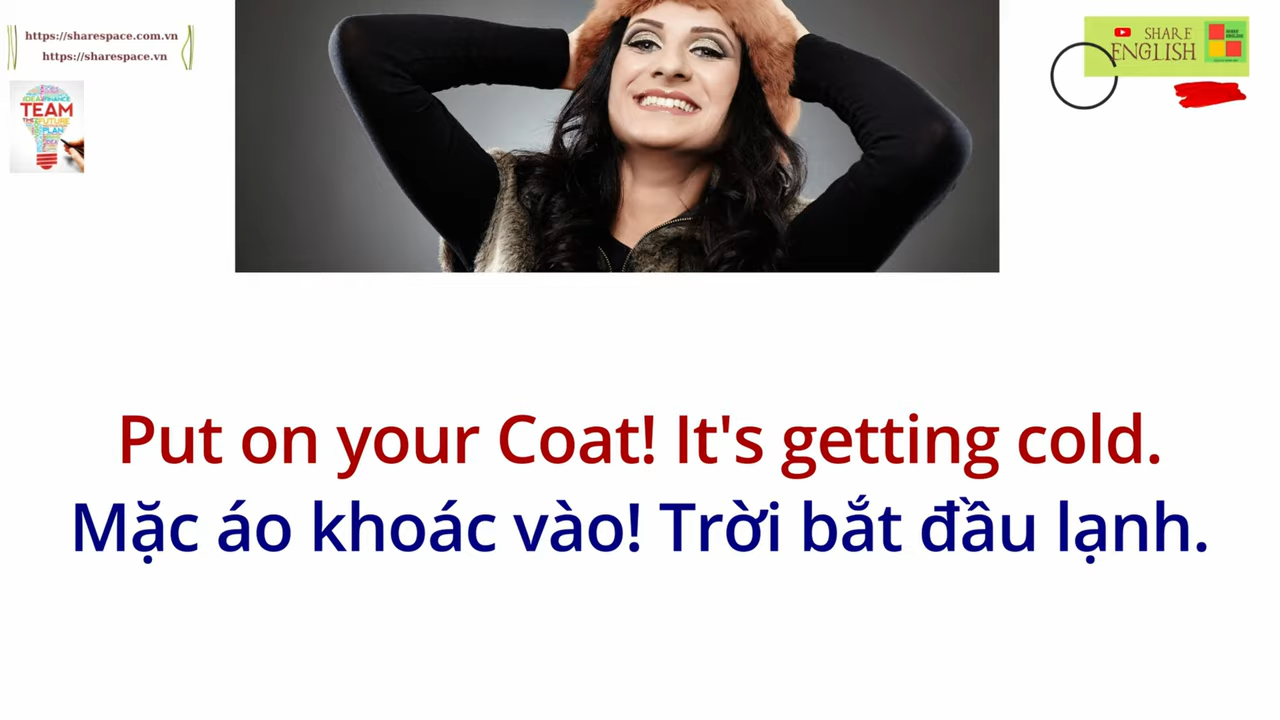 https://sharespace.com.vn
https://sharespace.vn
SHARE
ENGLISH
TEAM
PLAN
Put on your Coat! It's getting cold.
Mặc áo khoác vào! Trời bắt đầu lạnh.